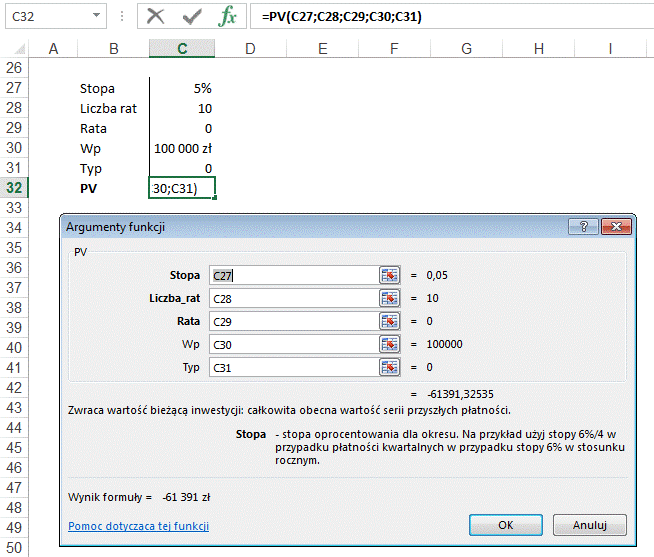 C32
=PV(C27;C28;C29;C30;C31)
A B C D E F G H I
26
27 Stopa 5%
28 Liczba rat 10
29 Rata 0
30 Wp 100 000 zł
31 Typ 0
32 PV 30;C31)
33
34 Argumenty funkcji
35 PV
36 Stopa C27 = 0,05
37
38 Liczba_rat C28 = 10
39 Rata C29 = 0
40 Wp C30 = 100000
41 Typ C31 = 0
42 = -61391,32535
43 Zwraca wartość bieżącą inwestycji: całkowita obecna wartość serii przyszłych płatności.
44 Stopa - stopa oprocentowania dla okresu. Na przykład użyj stopy 6%/4 w
45 przypadku płatności kwartalnych w przypadku stopy 6% w stosunku
46 rocznym.
47
48 Wynik formuły = -61 391 zł
49 Pomoc dotycząca tej funkcji OK Anuluj
50